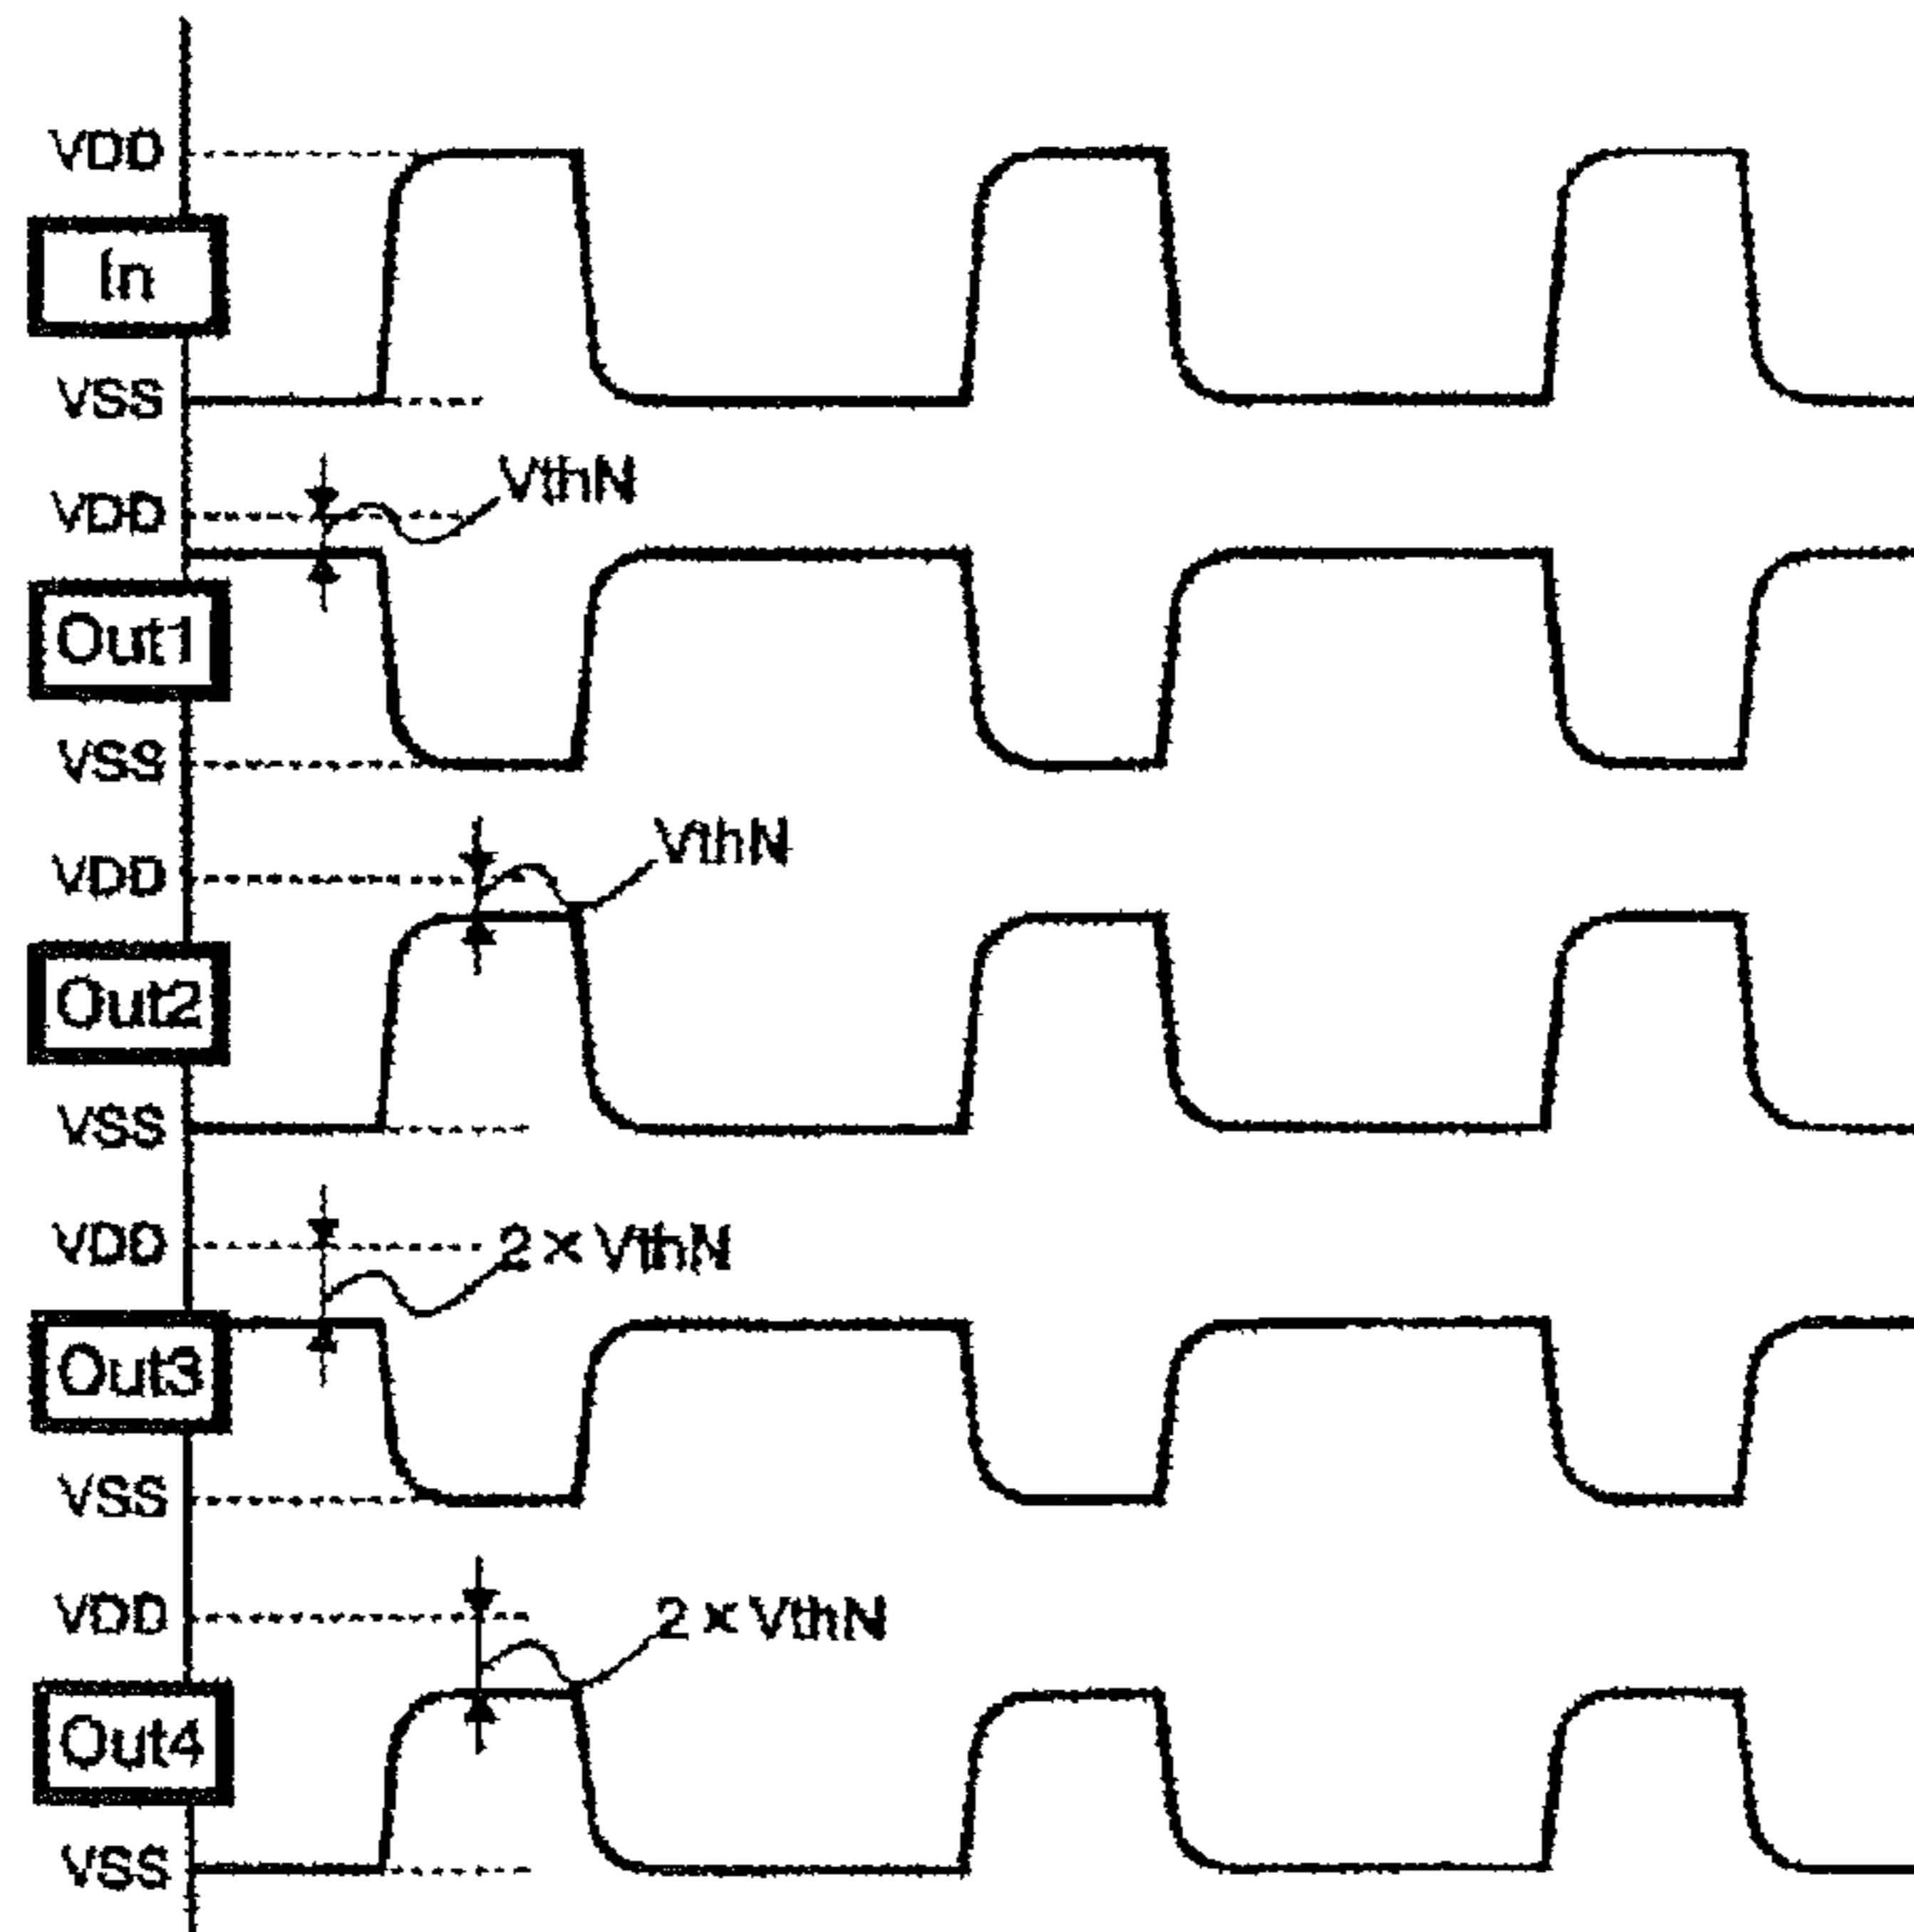 VDD
In
VSS
VthN
VDD
Out1
VSS
VthN
VDD
Out2
VSS
VDD
2×VthN
Out3
VSS
VDD
2×VthN
Out4
VSS